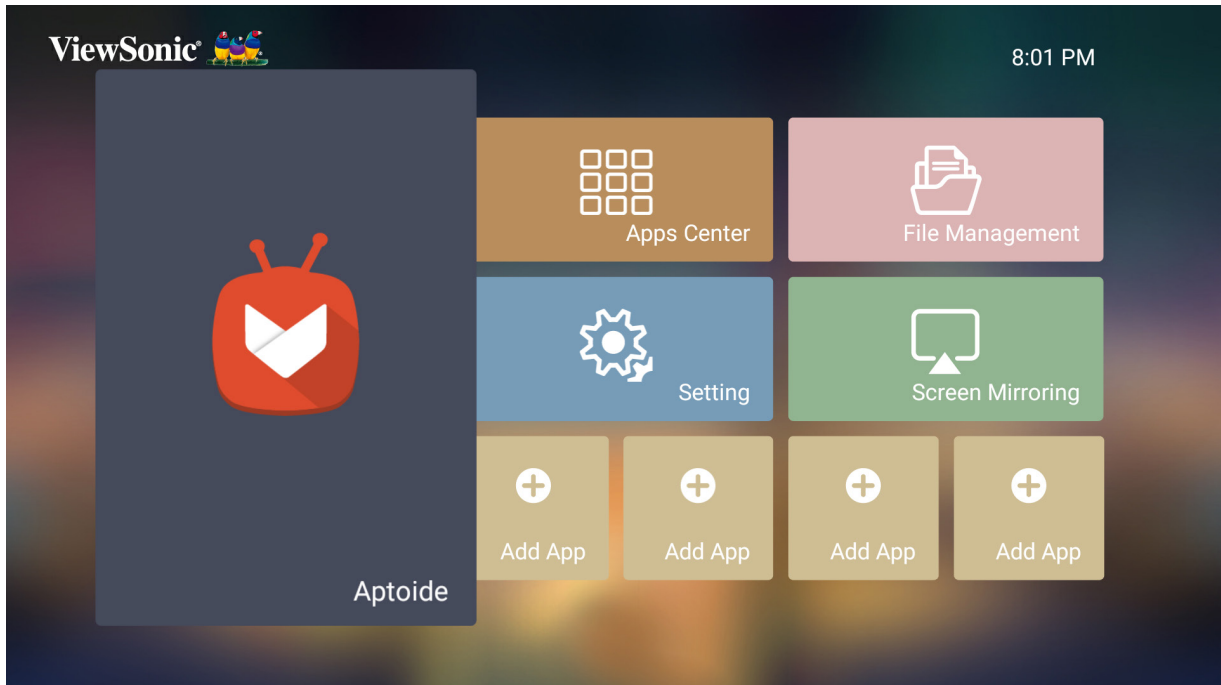 ViewSonic®
8:01 PM
Apps Center
File Management
Setting
Screen Mirroring
Add App
Add App
Add App
Add App
Aptoide